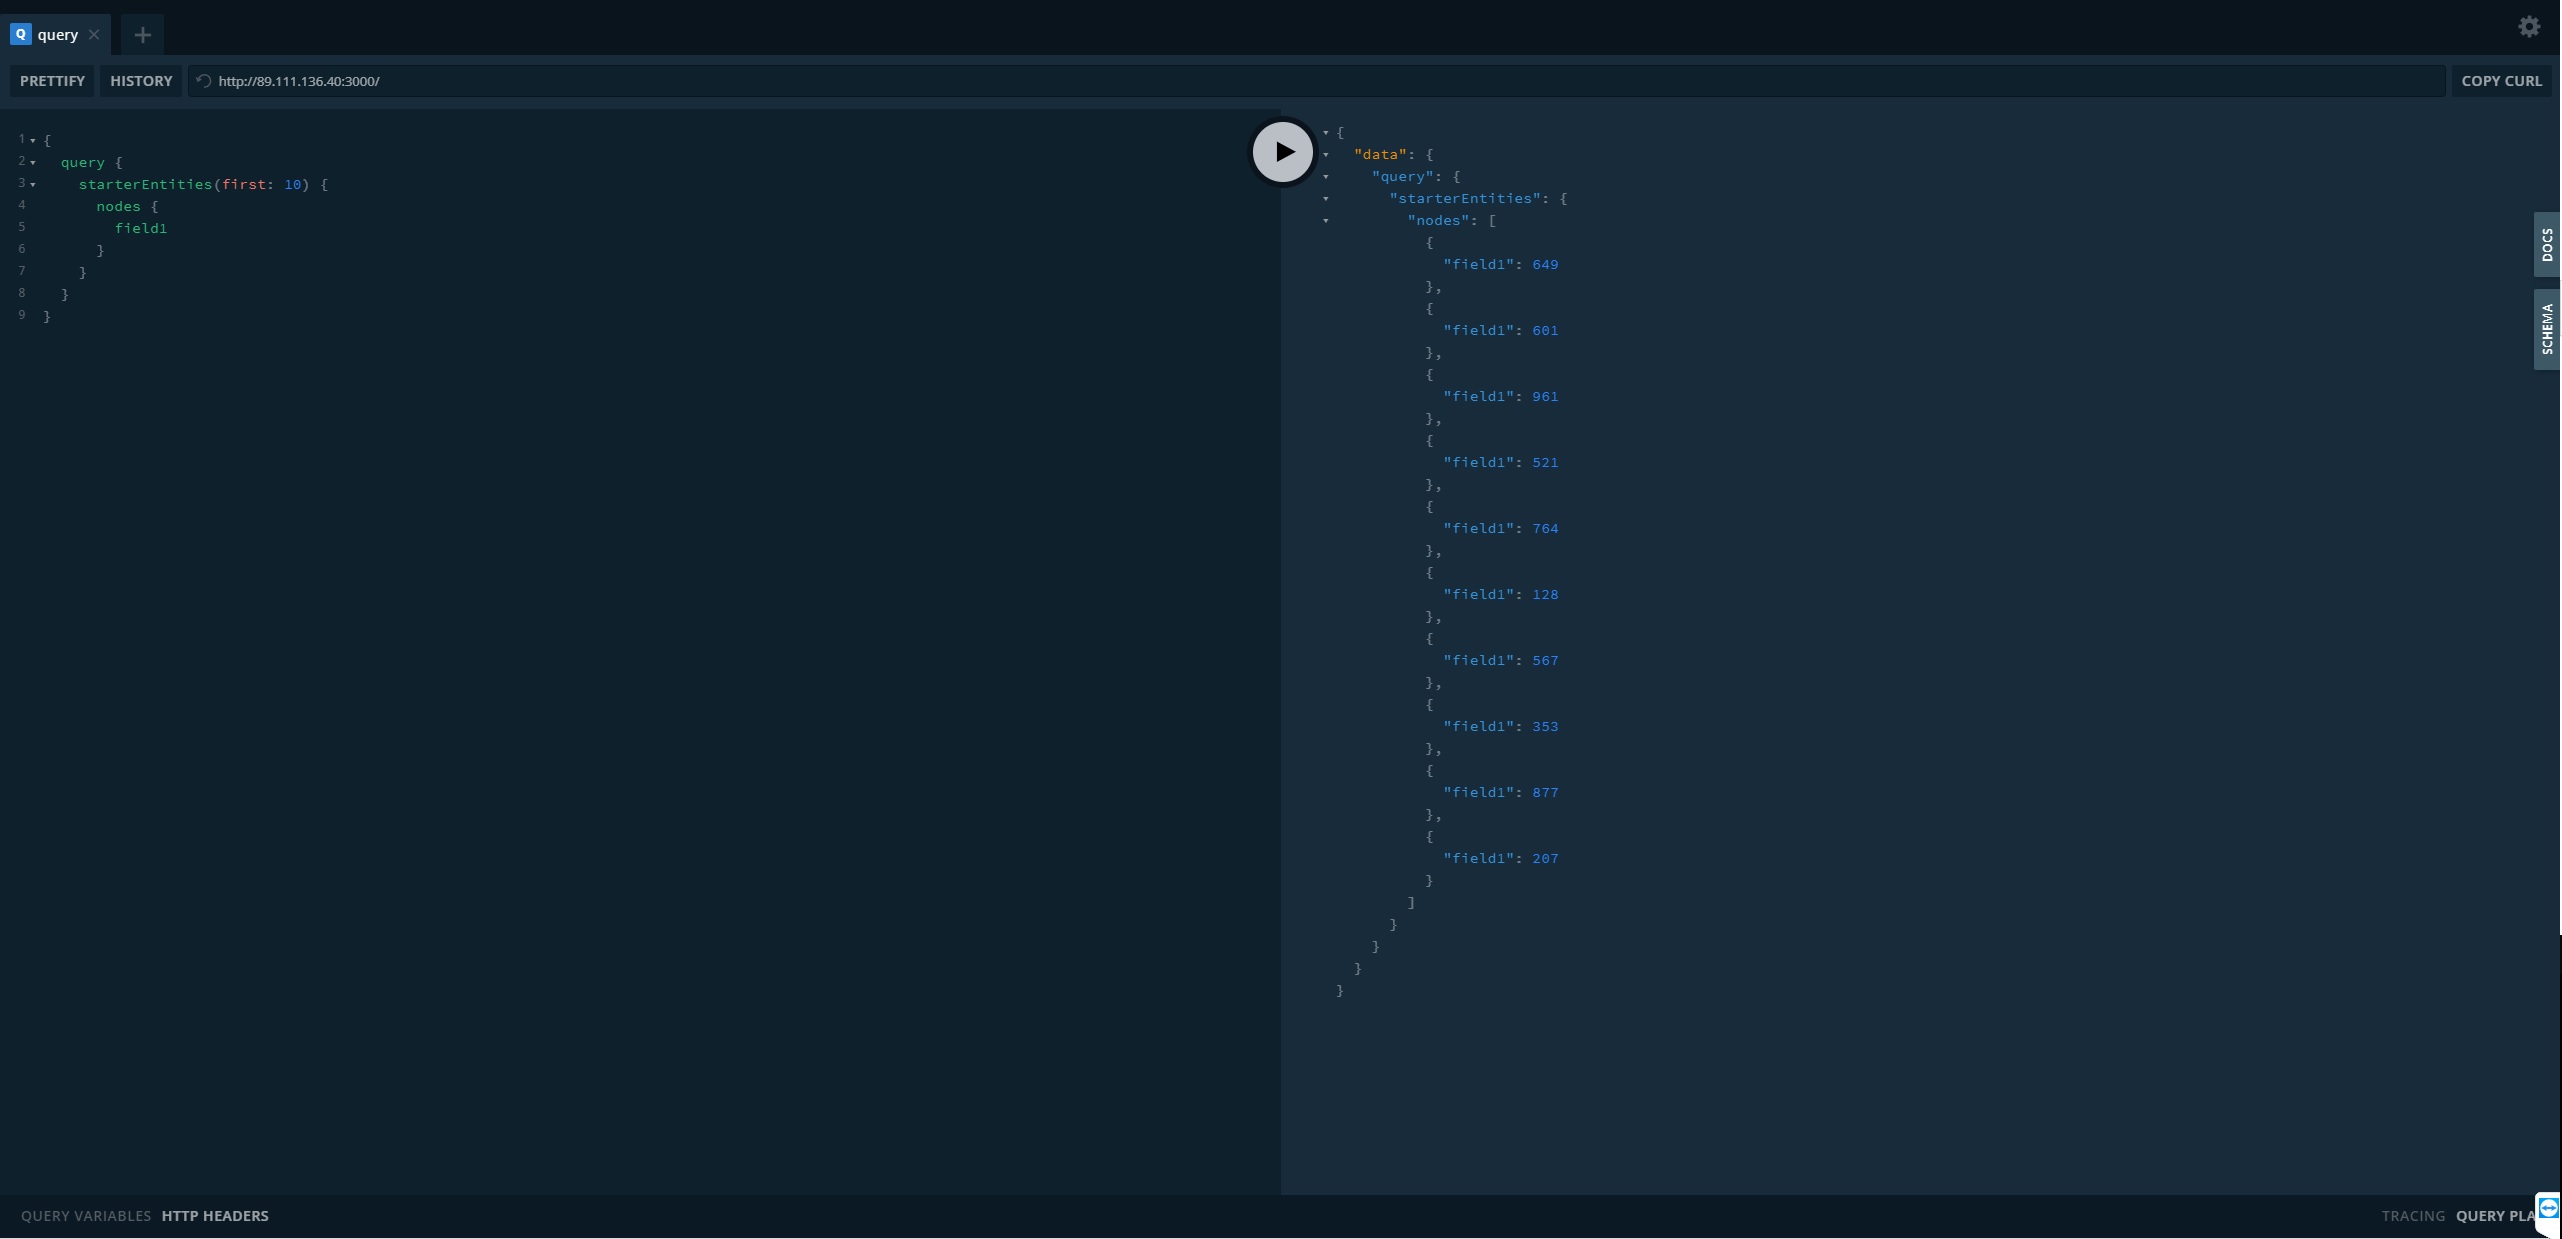 Q query
PRETTIFY HISTORY http://89.111.136.40:3000/ COPY CURL
1 {
2 query {
3 starterEntities(first: 10) {
4 nodes {
5 field1
6 }
7 }
8 }
9 }
{
"data": {
"query": {
"starterEntities": {
"nodes": [
{
"field1": 649
},
{
"field1": 601
},
{
"field1": 961
},
{
"field1": 521
},
{
"field1": 764
},
{
"field1": 128
},
{
"field1": 567
},
{
"field1": 353
},
{
"field1": 877
},
{
"field1": 207
}
]
}
}
}
}
DOCS
SCHEMA
QUERY VARIABLES HTTP HEADERS
TRACING QUERY PLA